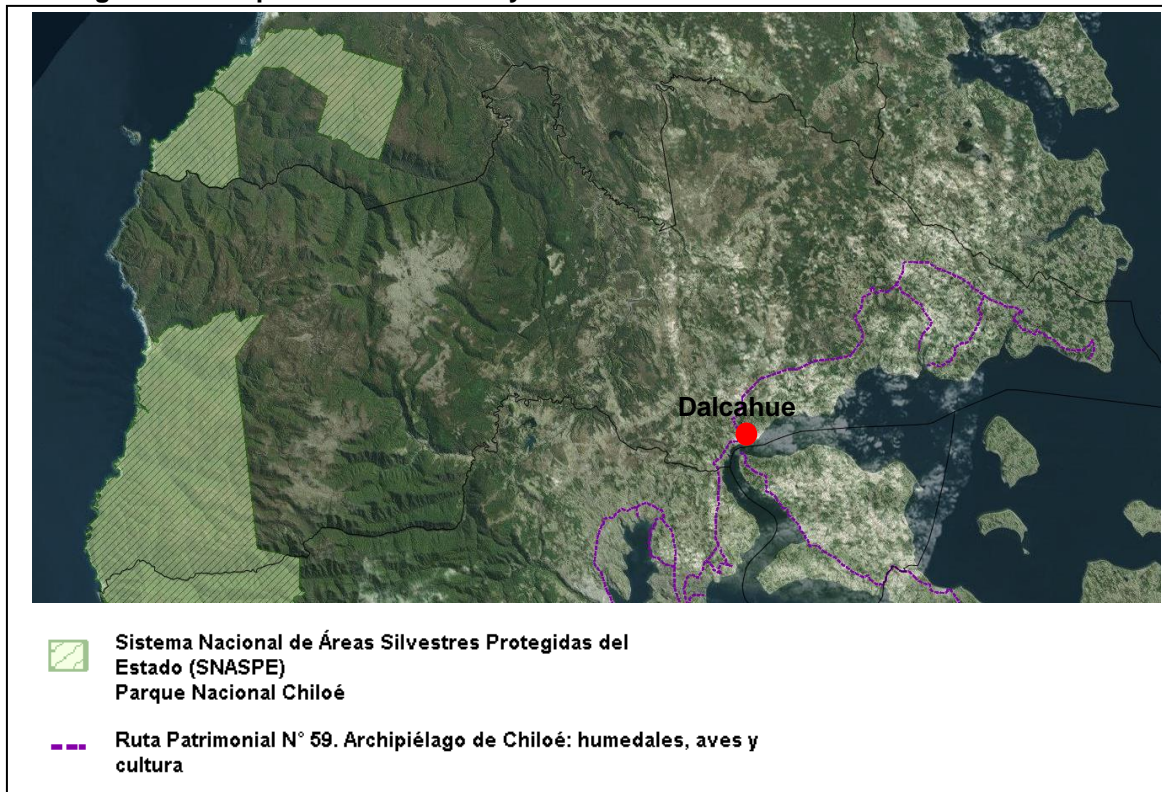 Dalcahue
Sistema Nacional de Áreas Silvestres Protegidas del
Estado (SNASPE)
Parque Nacional Chiloé
Ruta Patrimonial N° 59. Archipiélago de Chiloé: humedales, aves y
cultura